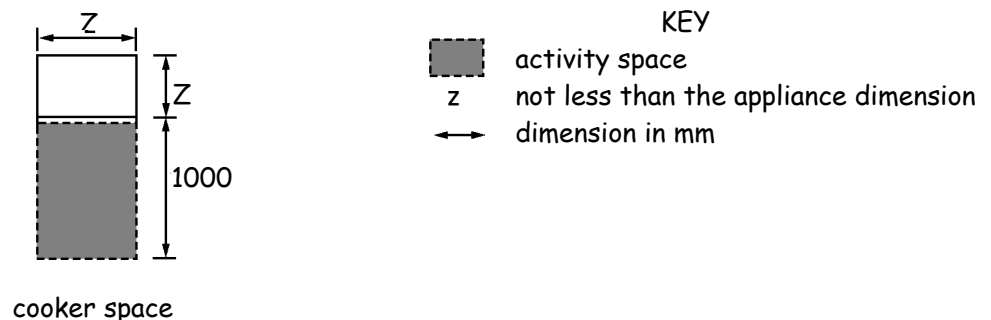 Z
Z
1000
cooker space
KEY
activity space
z not less than the appliance dimension
dimension in mm